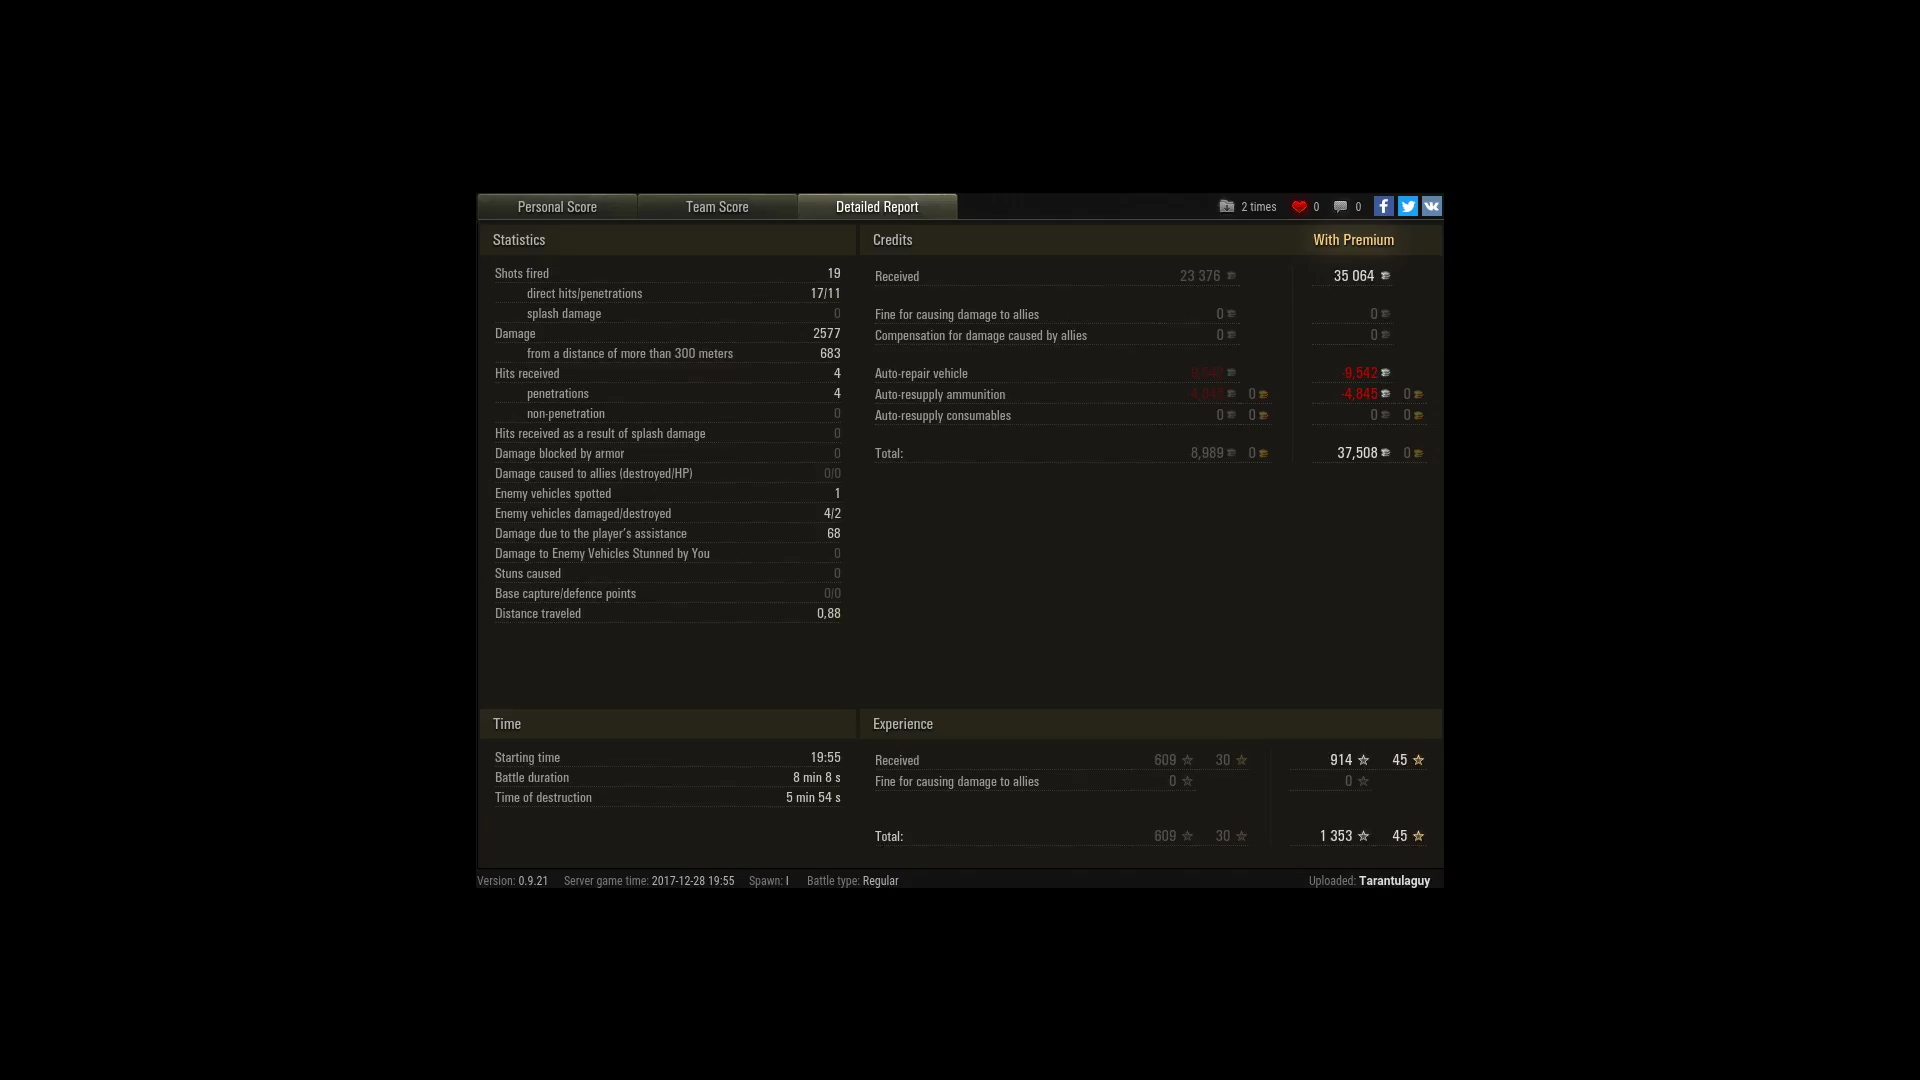 Personal Score Team Score Detailed Report 2 times 0 0
Statistics
Shots fired 19
direct hits/penetrations 17/11
splash damage 0
Damage 2577
from a distance of more than 300 meters 683
Hits received 4
penetrations 4
non-penetration 0
Hits received as a result of splash damage 0
Damage blocked by armor 0
Damage caused to allies (destroyed/HP) 0/0
Enemy vehicles spotted 1
Enemy vehicles damaged/destroyed 4/2
Damage due to the player's assistance 68
Damage to Enemy Vehicles Stunned by You 0
Stuns caused 0
Base capture/defence points 0/0
Distance traveled 0,88
Credits With Premium
Received 23 376 35 064
Fine for causing damage to allies 0 0
Compensation for damage caused by allies 0 0
Auto-repair vehicle -9,542
Auto-resupply ammunition 0 -4,845 0
Auto-resupply consumables 0 0 0 0
Total: 8,989 0 37,508 0
Time
Starting time 19:55
Battle duration 8 min 8 s
Time of destruction 5 min 54 s
Experience
Received 609 30 914 45
Fine for causing damage to allies 0 0
Total: 609 30 1 353 45
Version: 0.9.21 Server game time: 2017-12-28 19:55 Spawn: I Battle type: Regular Uploaded: Tarantulaguy